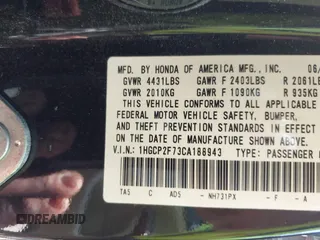 MFD. BY HONDA OF AMERICA MFG., INC. 06/
GVWR 4431LBS GAWR F 2403LBS R 2061LB
GVWR 2010KG GAWR F 1090KG R 935KG
THIS VEHICLE CONFORMS TO ALL APPLICABLE
FEDERAL MOTOR VEHICLE SAFETY, BUMPER,
AND THEFT PREVENTION STANDARDS IN EFFECT
ON THE DATE OF MANUFACTURE SHOWN ABOVE.
V.I.N.: 1HGCP2F73CA188943 TYPE: PASSENGER
TA5 C AD5 - NH731PX - F - A
DREAMBID